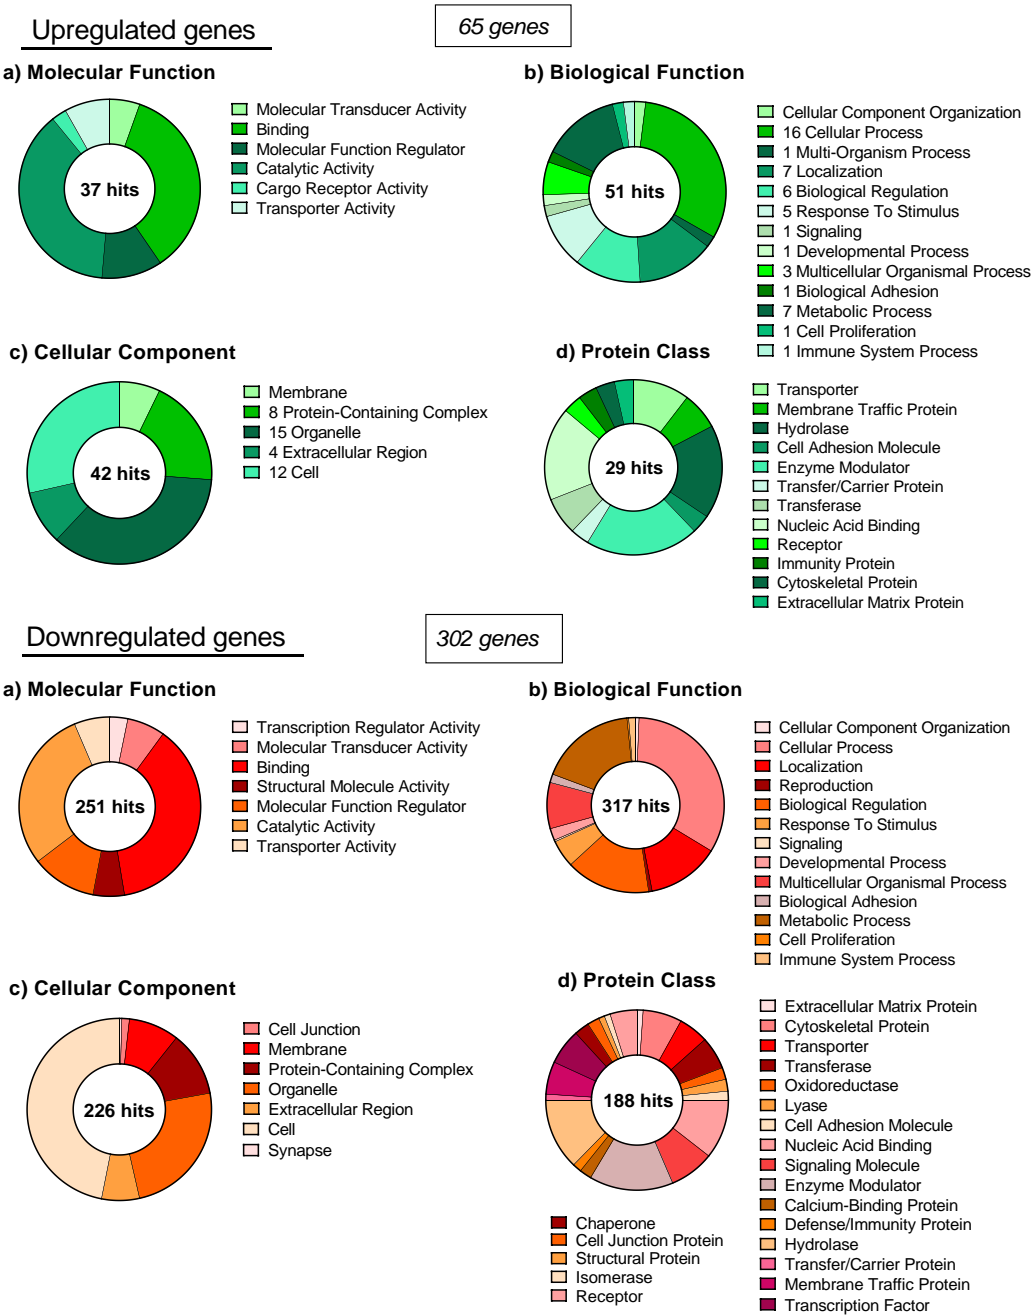 Upregulated genes
65 genes
a) Molecular Function
37 hits
Molecular Transducer Activity
Binding
Molecular Function Regulator
Catalytic Activity
Cargo Receptor Activity
Transporter Activity
b) Biological Function
51 hits
Cellular Component Organization
16 Cellular Process
1 Multi-Organism Process
7 Localization
6 Biological Regulation
5 Response To Stimulus
1 Signaling
1 Developmental Process
3 Multicellular Organismal Process
1 Biological Adhesion
7 Metabolic Process
1 Cell Proliferation
1 Immune System Process
c) Cellular Component
42 hits
Membrane
8 Protein-Containing Complex
15 Organelle
4 Extracellular Region
12 Cell
d) Protein Class
29 hits
Transporter
Membrane Traffic Protein
Hydrolase
Cell Adhesion Molecule
Enzyme Modulator
Transfer/Carrier Protein
Transferase
Nucleic Acid Binding
Receptor
Immunity Protein
Cytoskeletal Protein
Extracellular Matrix Protein
Downregulated genes
302 genes
a) Molecular Function
251 hits
Transcription Regulator Activity
Molecular Transducer Activity
Binding
Structural Molecule Activity
Molecular Function Regulator
Catalytic Activity
Transporter Activity
b) Biological Function
317 hits
Cellular Component Organization
Cellular Process
Localization
Reproduction
Biological Regulation
Response To Stimulus
Signaling
Developmental Process
Multicellular Organismal Process
Biological Adhesion
Metabolic Process
Cell Proliferation
Immune System Process
c) Cellular Component
226 hits
Cell Junction
Membrane
Protein-Containing Complex
Organelle
Extracellular Region
Cell
Synapse
d) Protein Class
188 hits
Extracellular Matrix Protein
Cytoskeletal Protein
Transporter
Transferase
Oxidoreductase
Lyase
Cell Adhesion Molecule
Nucleic Acid Binding
Signaling Molecule
Enzyme Modulator
Calcium-Binding Protein
Defense/Immunity Protein
Hydrolase
Transfer/Carrier Protein
Membrane Traffic Protein
Transcription Factor
Chaperone
Cell Junction Protein
Structural Protein
Isomerase
Receptor